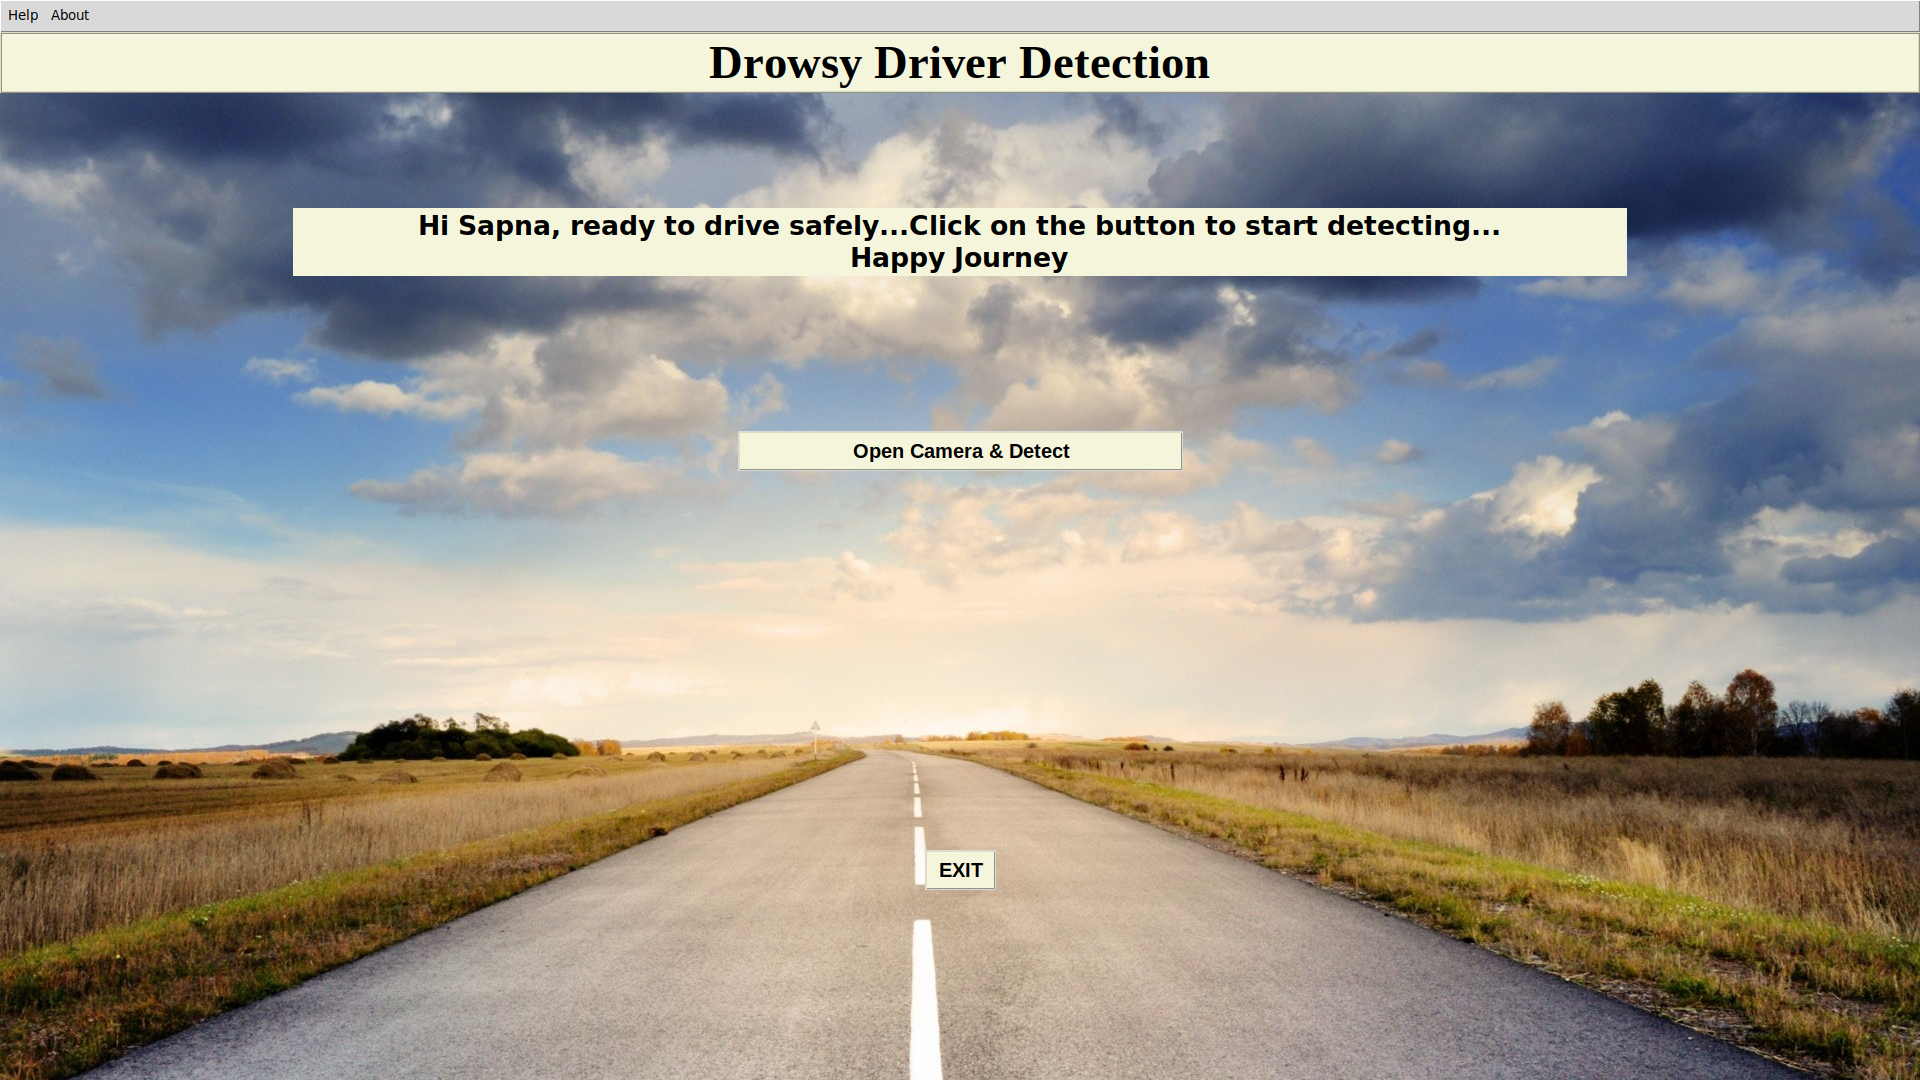 Help About
Drowsy Driver Detection
Hi Sapna, ready to drive safely...Click on the button to start detecting...
Happy Journey
Open Camera & Detect
EXIT